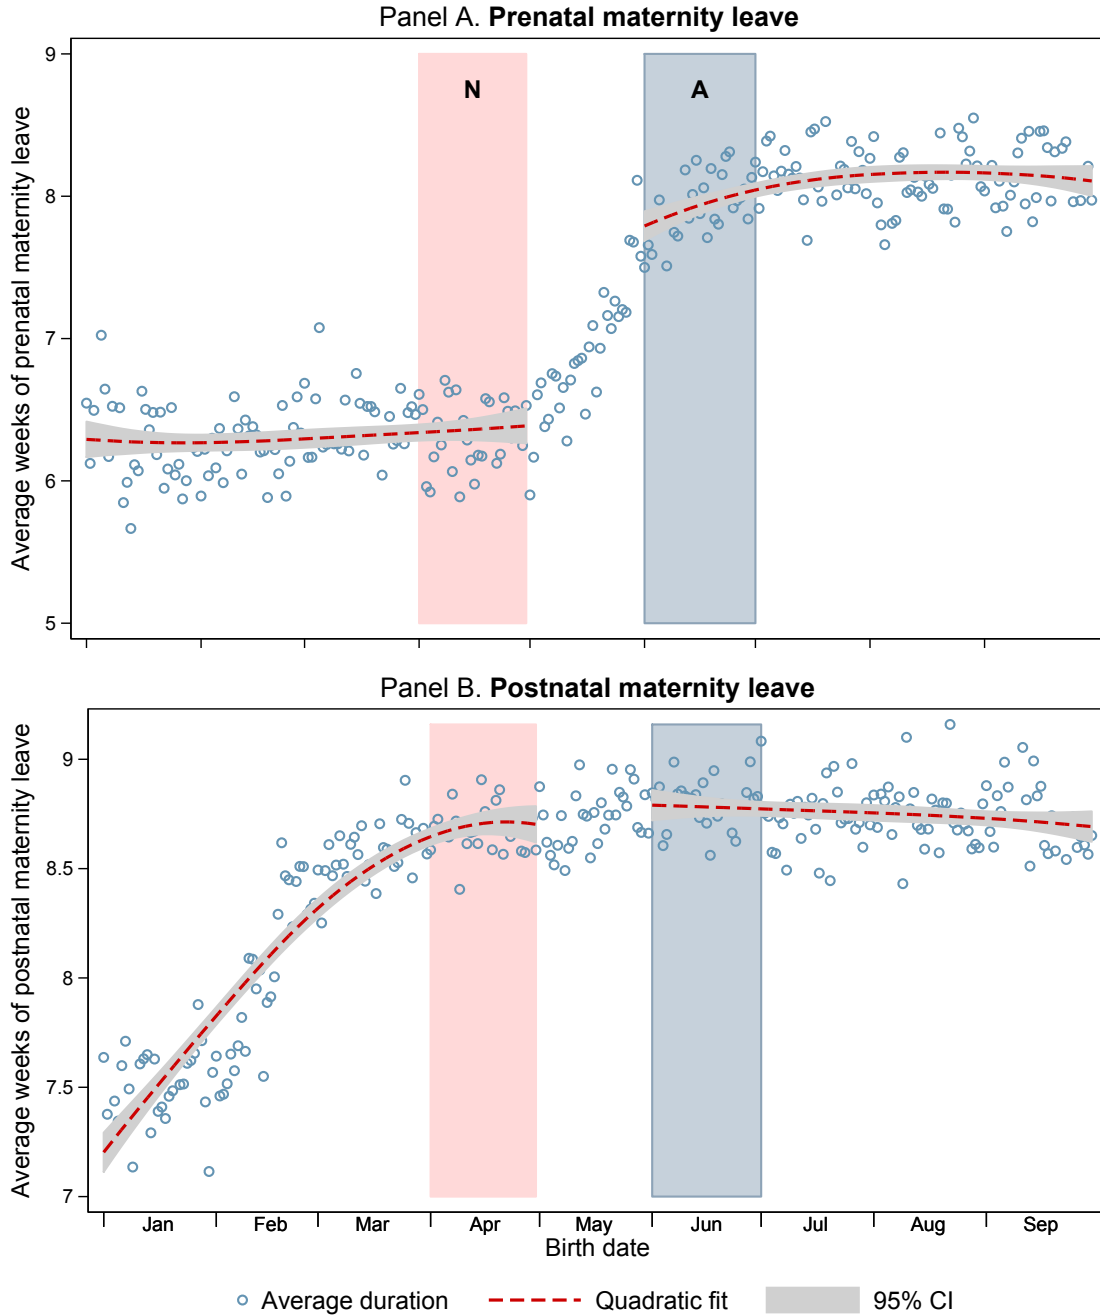 Panel A. Prenatal maternity leave
Average weeks of prenatal maternity leave
9
8
7
6
5
N
A
Panel B. Postnatal maternity leave
Average weeks of postnatal maternity leave
9
8.5
8
7.5
7
Jan Feb Mar Apr May Jun Jul Aug Sep
Birth date
Average duration Quadratic fit 95% CI